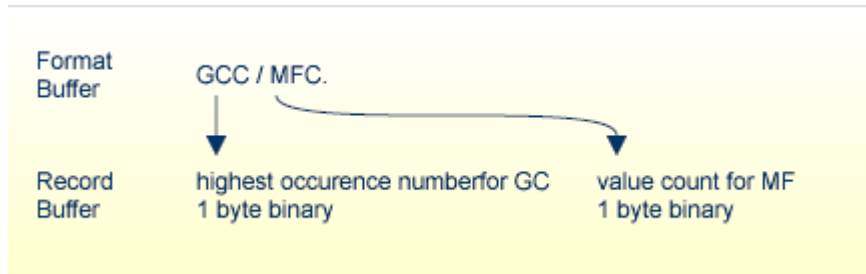 Format
Buffer
GCC / MFC.
Record
Buffer
highest occurence numberfor GC
1 byte binary
value count for MF
1 byte binary